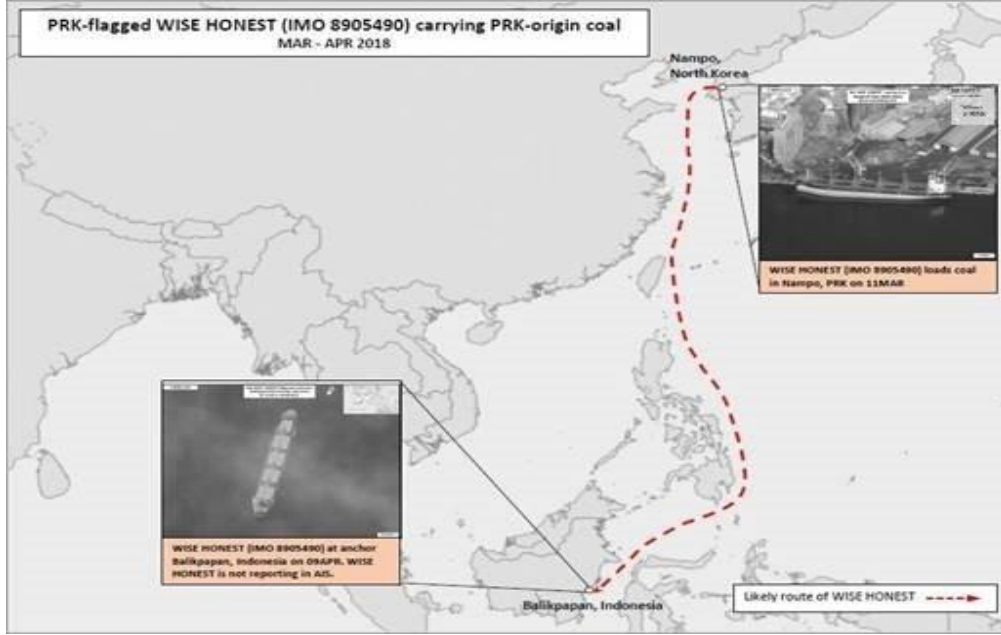 PRK-flagged WISE HONEST (IMO 8905490) carrying PRK-origin coal
MAR - APR 2018
Nampo,
North Korea
WISE HONEST (IMO 8905490) loads coal
in Nampo, PRK on 11MAR
WISE HONEST (IMO 8905490) at anchor
Balikpapan, Indonesia on 09APR. WISE
HONEST is not reporting in AIS.
Balikpapan, Indonesia
Likely route of WISE HONEST